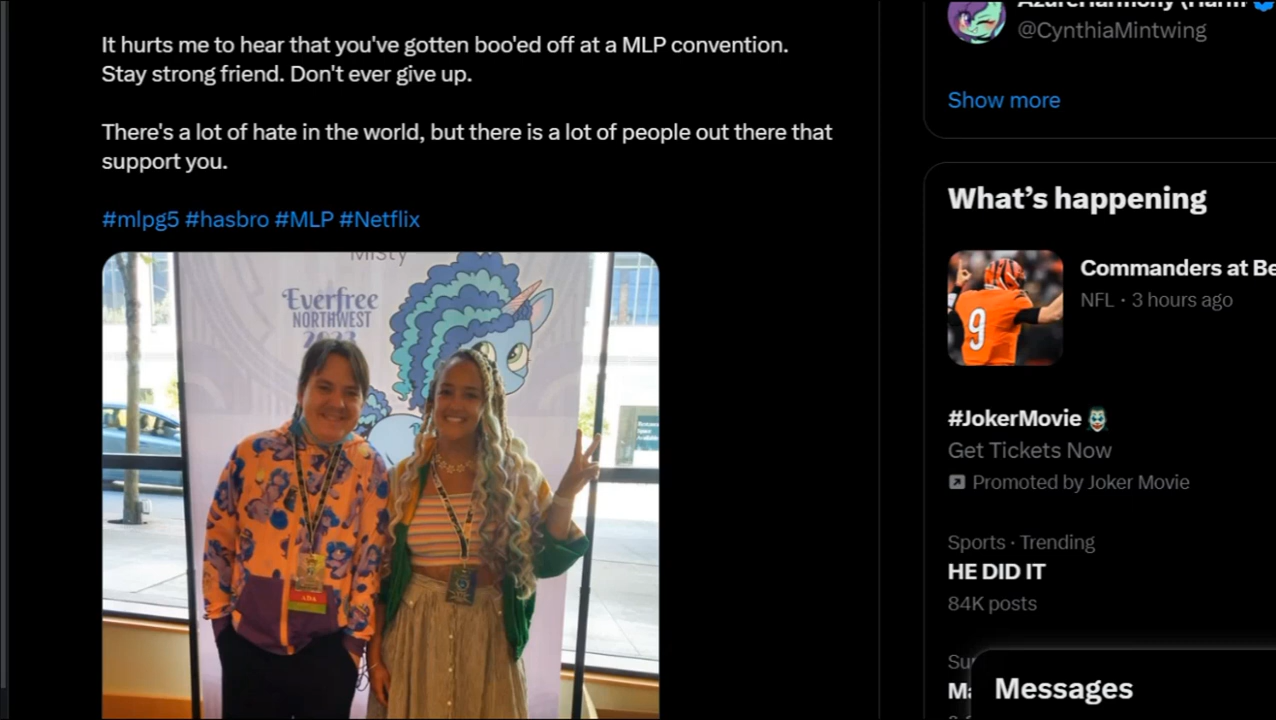 It hurts me to hear that you've gotten boo'ed off at a MLP convention.
Stay strong friend. Don't ever give up.
There's a lot of hate in the world, but there is a lot of people out there that
support you.
#mlpg5 #hasbro #MLP #Netflix
Misty
Everfree
NORTHWEST
2023
ADA
@CynthiaMintwing
Show more
What's happening
9
Commanders at Be
NFL · 3 hours ago
#JokerMovie
Get Tickets Now
Promoted by Joker Movie
Sports · Trending
HE DID IT
84K posts
Messages